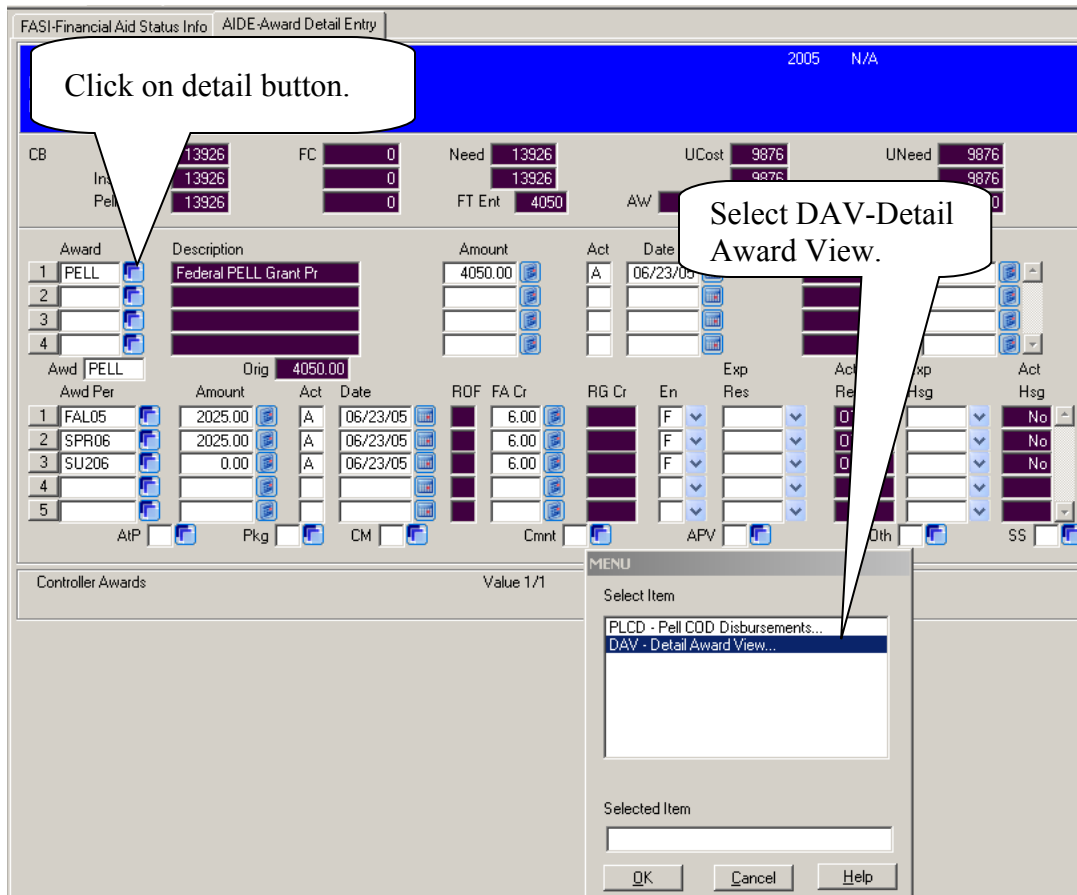 FASI-Financial Aid Status Info AIDE-Award Detail Entry
2005 N/A
Click on detail button.
CB 13926 FC 0 Need 13926 UCost 9876 UNeed 9876
Ins 13926 0 13926 9876 9876
Pell 13926 0 FT Ent 4050 AW
Select DAV-Detail
Award View.
Award Description Amount Act Date
1 PELL Federal PELL Grant Pr 4050.00 A 06/23/05
2
3
4
Awd PELL Orig 4050.00 Exp Act Exp Act
Awd Per Amount Act Date ROF FA Cr RG Cr En Res Hsg Hsg
1 FAL05 2025.00 A 06/23/05 6.00 F No
2 SPR06 2025.00 A 06/23/05 6.00 F No
3 SU206 0.00 A 06/23/05 6.00 F No
4
5
AtP Pkg CM Cmnt APV Oth SS
Controller Awards Value 1/1
MENU
Select Item
PLCD - Pell COD Disbursements...
DAV - Detail Award View...
Selected Item
OK Cancel Help